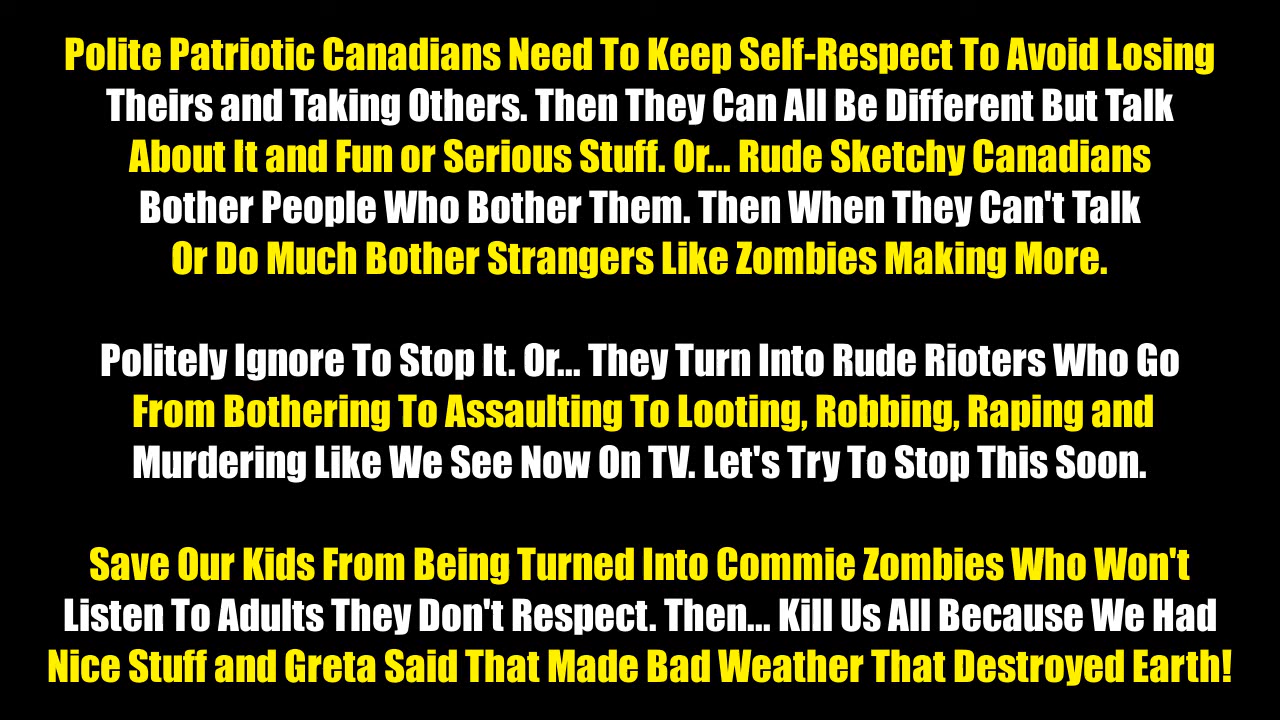 Polite Patriotic Canadians Need To Keep Self-Respect To Avoid Losing
Theirs and Taking Others. Then They Can All Be Different But Talk
About It and Fun or Serious Stuff. Or... Rude Sketchy Canadians
Bother People Who Bother Them. Then When They Can't Talk
Or Do Much Bother Strangers Like Zombies Making More.
Politely Ignore To Stop It. Or... They Turn Into Rude Rioters Who Go
From Bothering To Assaulting To Looting, Robbing, Raping and
Murdering Like We See Now On TV. Let's Try To Stop This Soon.
Save Our Kids From Being Turned Into Commie Zombies Who Won't
Listen To Adults They Don't Respect. Then... Kill Us All Because We Had
Nice Stuff and Greta Said That Made Bad Weather That Destroyed Earth!